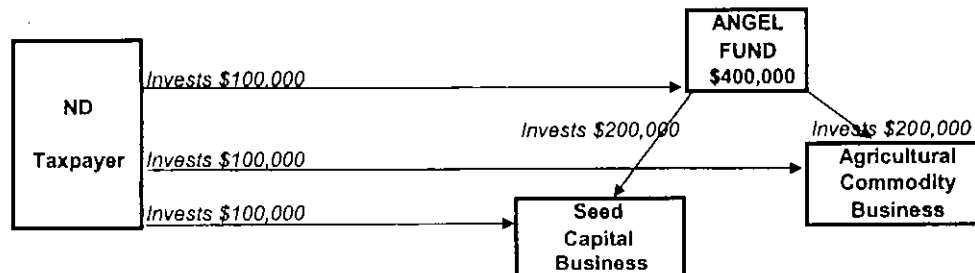 ANGEL
FUND
$400,000
Invests $100,000
ND
Taxpayer
Invests $200,000
Invests $200,000
Invests $100,000
Agricultural
Commodity
Business
Invests $100,000
Seed
Capital
Business